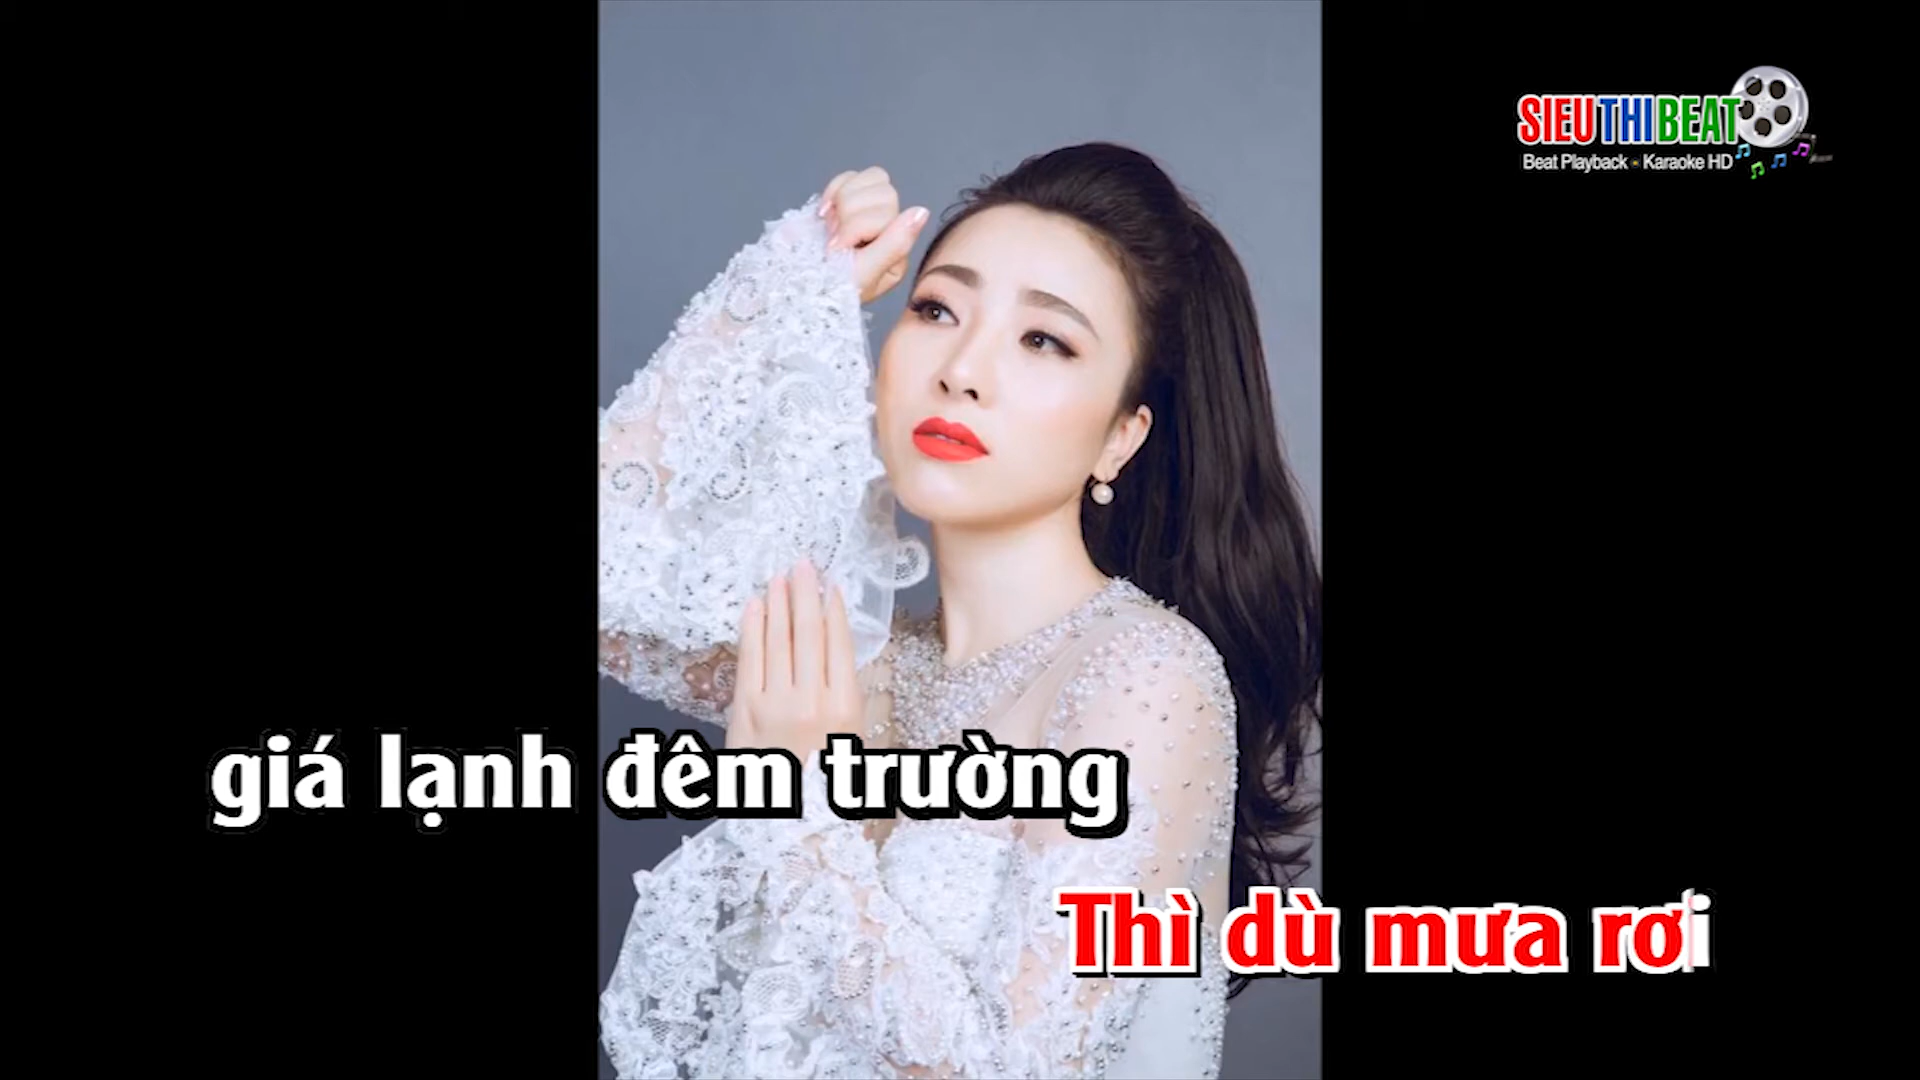 SIEUTHIBEAT
Beat Playback - Karaoke HD
giá lạnh đêm trường
Thì dù mưa rơi